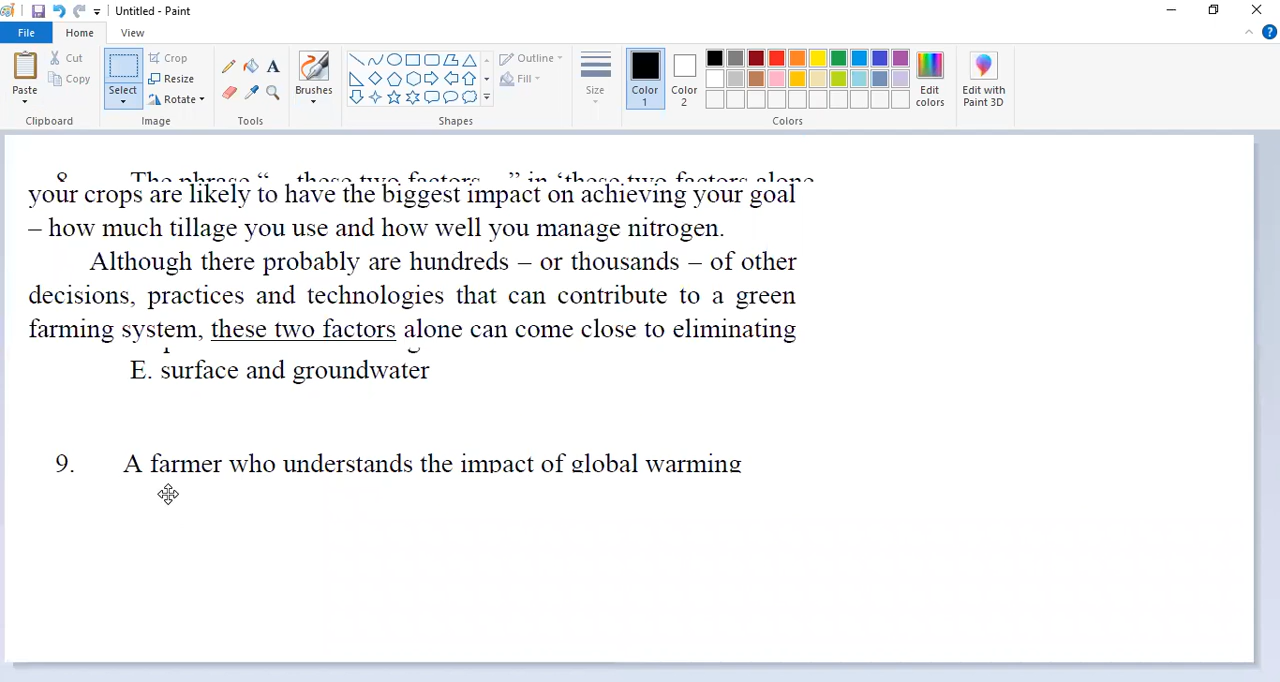 Untitled - Paint
File Home View
Paste Cut Copy Clipboard
Select Crop Resize Rotate Image
Tools
Brushes
Outline Fill Shapes
Size
Color 1 Color 2 Edit colors Colors
Edit with Paint 3D
8. The phrase “ these two factors ” in ‘these two factors alone
your crops are likely to have the biggest impact on achieving your goal
– how much tillage you use and how well you manage nitrogen.
Although there probably are hundreds – or thousands – of other
decisions, practices and technologies that can contribute to a green
farming system, these two factors alone can come close to eliminating
E. surface and groundwater
9. A farmer who understands the impact of global warming